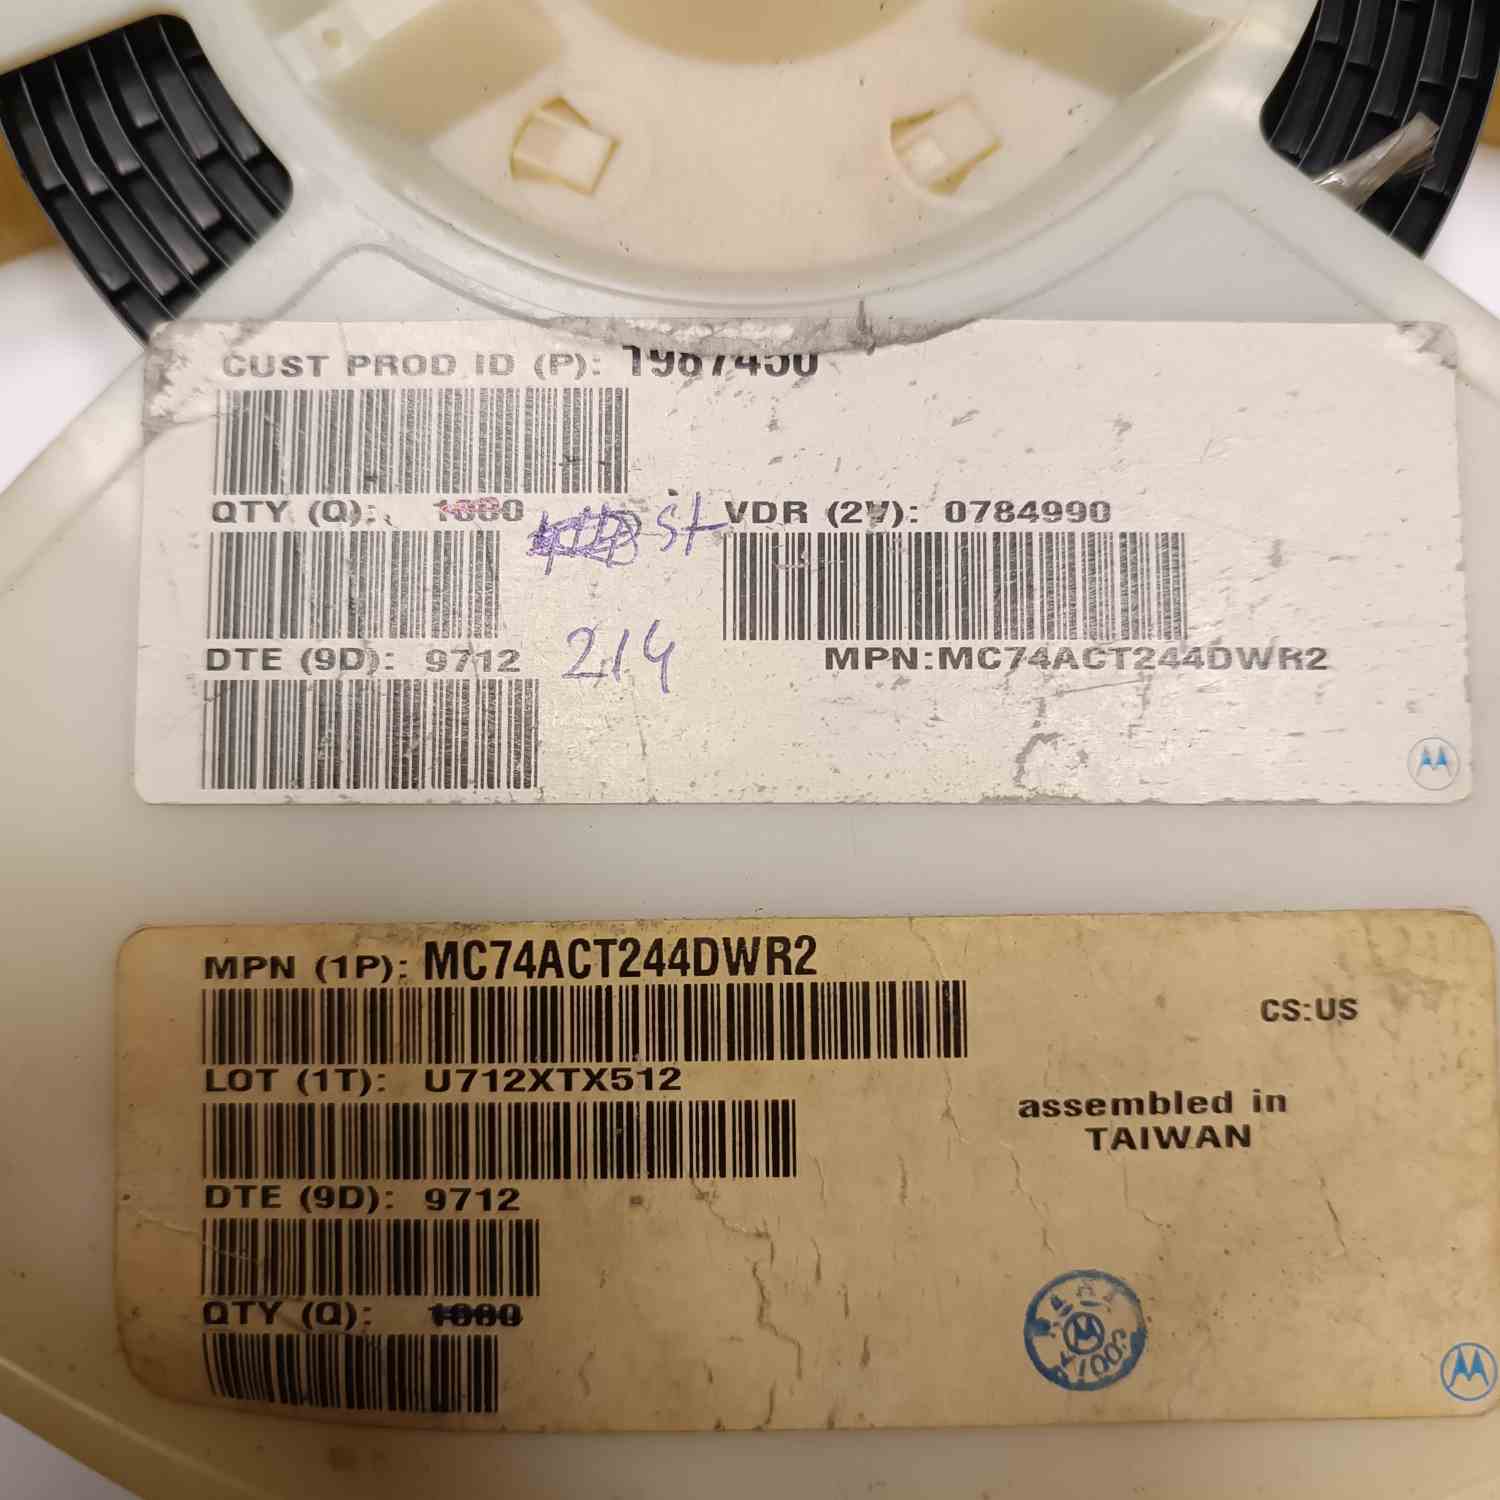 CUST PROD ID (P): 1987450
QTY (Q): 1000
st
VDR (2V): 0784990
DTE (9D): 9712
214
MPN:MC74ACT244DWR2
MPN (1P): MC74ACT244DWR2
CS:US
LOT (1T): U712XTX512
assembled in
TAIWAN
DTE (9D): 9712
QTY (Q): 1000